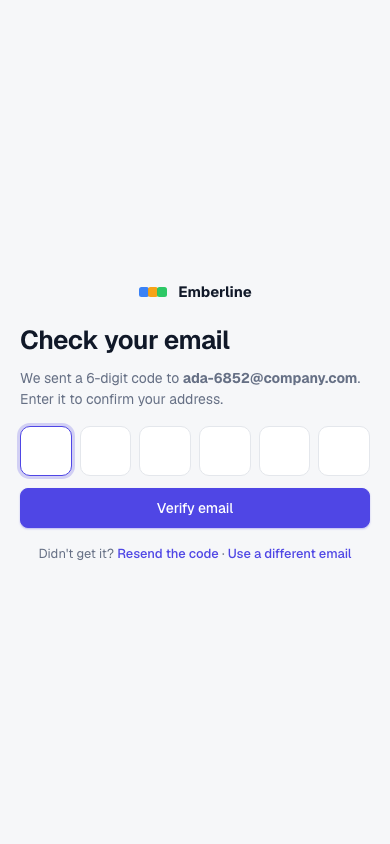 Emberline
Check your email
We sent a 6-digit code to ada-6852@company.com.
Enter it to confirm your address.
Verify email
Didn't get it? Resend the code · Use a different email